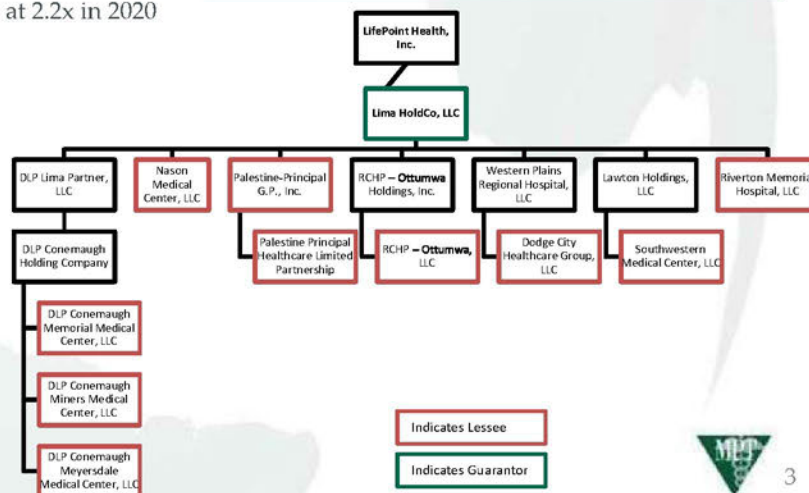 at 2.2x in 2020
LifePoint Health,
Inc.
Lima HoldCo, LLC
DLP Lima Partner,
LLC
Nason
Medical
Center, LLC
Palestine-Principal
G.P., Inc.
RCHP – Ottumwa
Holdings, Inc.
Western Plains
Regional Hospital,
LLC
Lawton Holdings,
LLC
Riverton Memoria
Hospital, LLC
DLP Conemaugh
Holding Company
Palestine Principal
Healthcare Limited
Partnership
RCHP – Ottumwa,
LLC
Dodge City
Healthcare Group,
LLC
Southwestern
Medical Center, LLC
DLP Conemaugh
Memorial Medical
Center, LLC
DLP Conemaugh
Miners Medical
Center, LLC
DLP Conemaugh
Meyersdale
Medical Center, LLC
Indicates Lessee
Indicates Guarantor
MPT
3